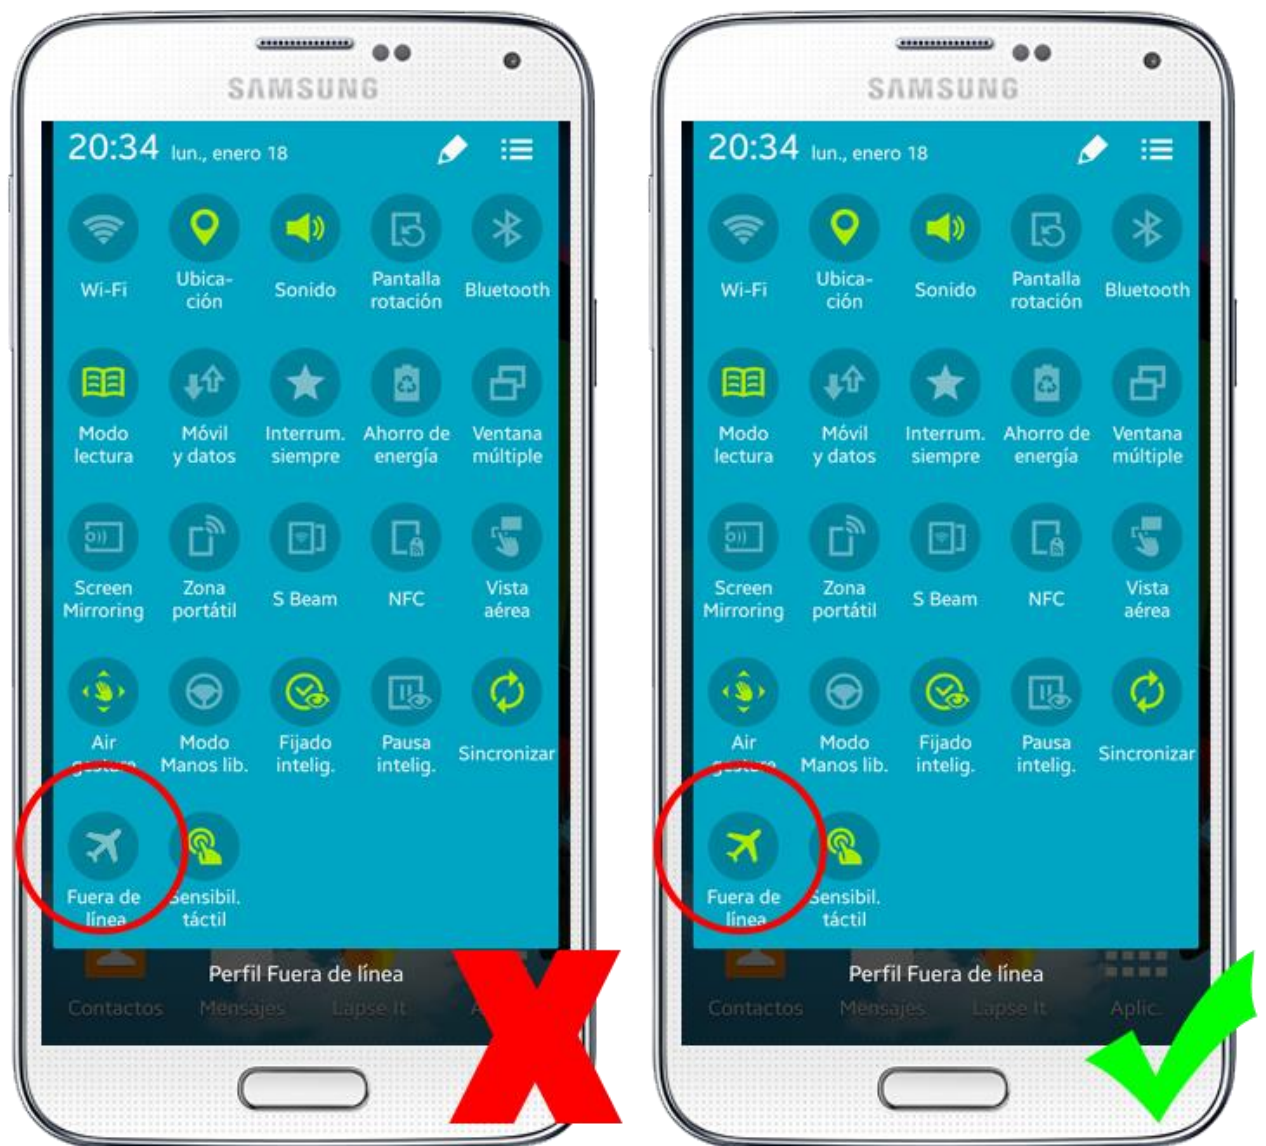 SAMSUNG
20:34 lun., enero 18
Wi-Fi
Ubica-
ción
Sonido
Pantalla
rotación
Bluetooth
Modo
lectura
Móvil
y datos
Interrum.
siempre
Ahorro de
energía
Ventana
múltiple
Screen
Mirroring
Zona
portátil
S Beam
NFC
Vista
aérea
Air
gesture
Modo
Manos lib.
Fijado
intelig.
Pausa
intelig.
Sincronizar
Fuera de
línea
Sensibil.
táctil
Perfil Fuera de línea
Contactos
Mensajes
Lapse It
SAMSUNG
20:34 lun., enero 18
Wi-Fi
Ubica-
ción
Sonido
Pantalla
rotación
Bluetooth
Modo
lectura
Móvil
y datos
Interrum.
siempre
Ahorro de
energía
Ventana
múltiple
Screen
Mirroring
Zona
portátil
S Beam
NFC
Vista
aérea
Air
gesture
Modo
Manos lib.
Fijado
intelig.
Pausa
intelig.
Sincronizar
Fuera de
línea
Sensibil.
táctil
Perfil Fuera de línea
Contactos
Mensajes
Lapse It
Aplic.